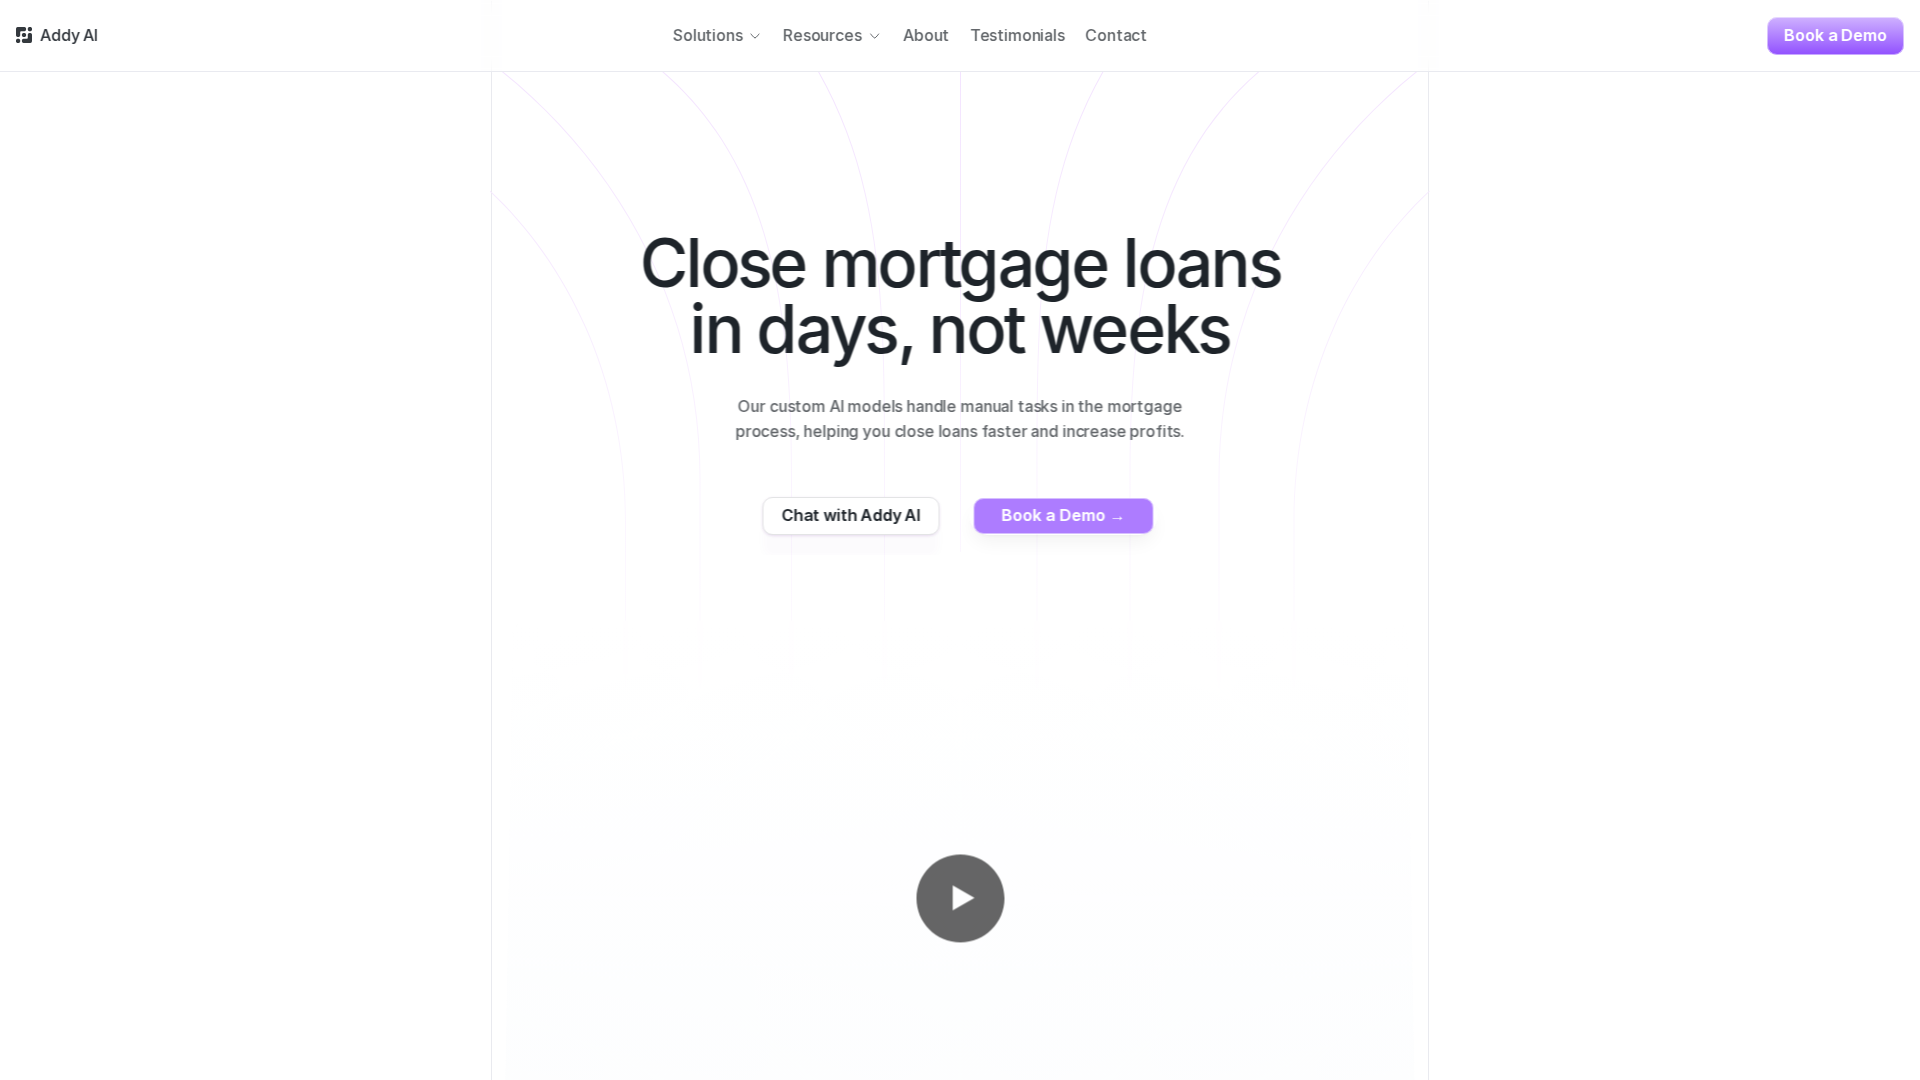 Addy AI
Solutions
Resources
About
Testimonials
Contact
Book a Demo
Close mortgage loans
in days, not weeks
Our custom AI models handle manual tasks in the mortgage
process, helping you close loans faster and increase profits.
Chat with Addy AI
Book a Demo →